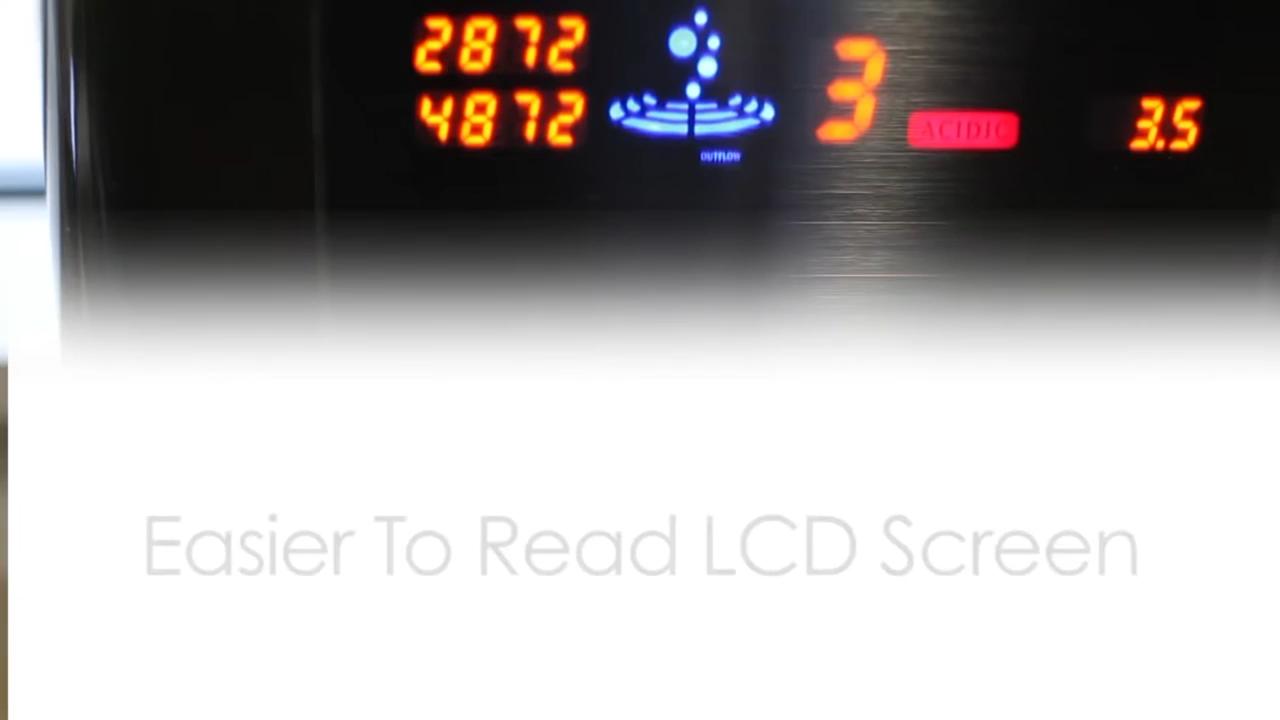 2872
4872
OUTFLOW
3
ACIDIC
3.5
Easier To Read LCD Screen